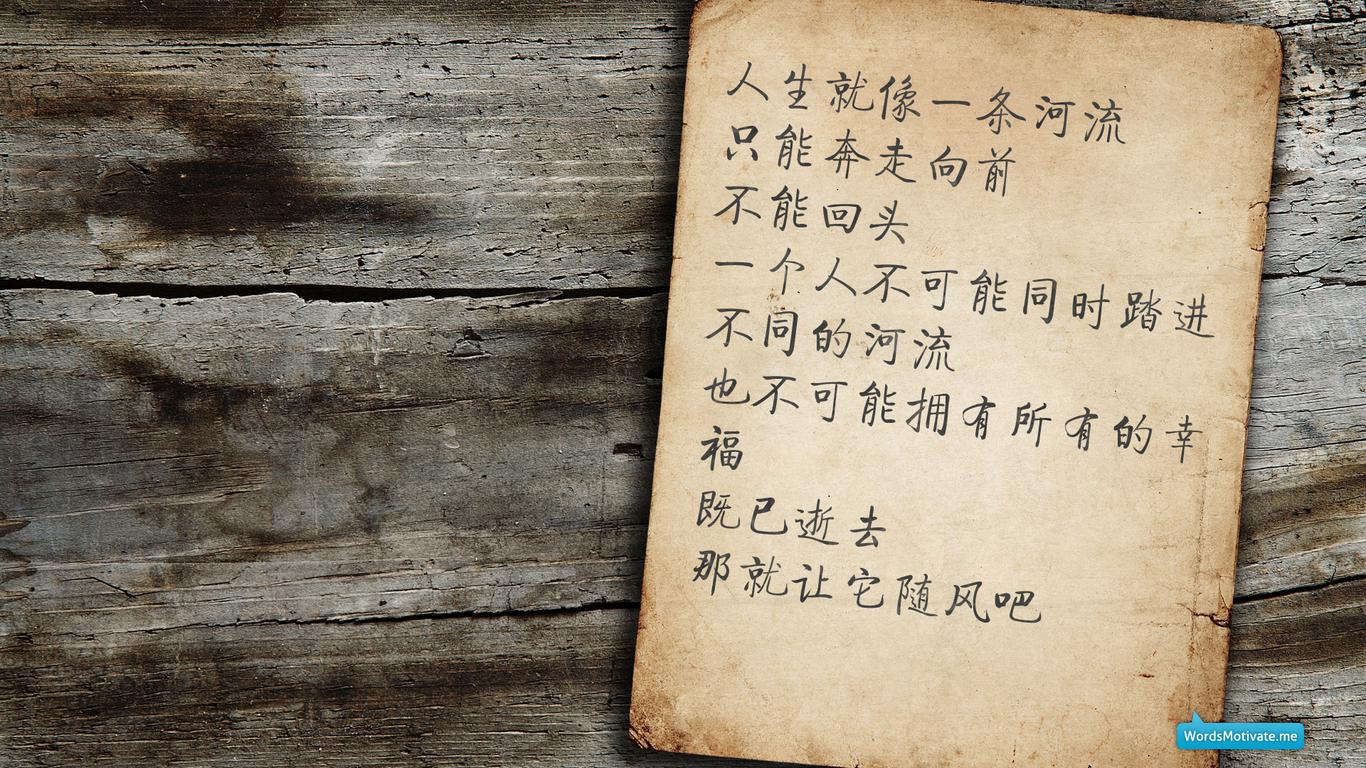 人生就像一条河流
只能奔走向前
不能回头
一个人不可能同时踏进
不同的河流
也不可能拥有所有的幸
福
既已逝去
那就让它随风吧
WordsMotivate.me